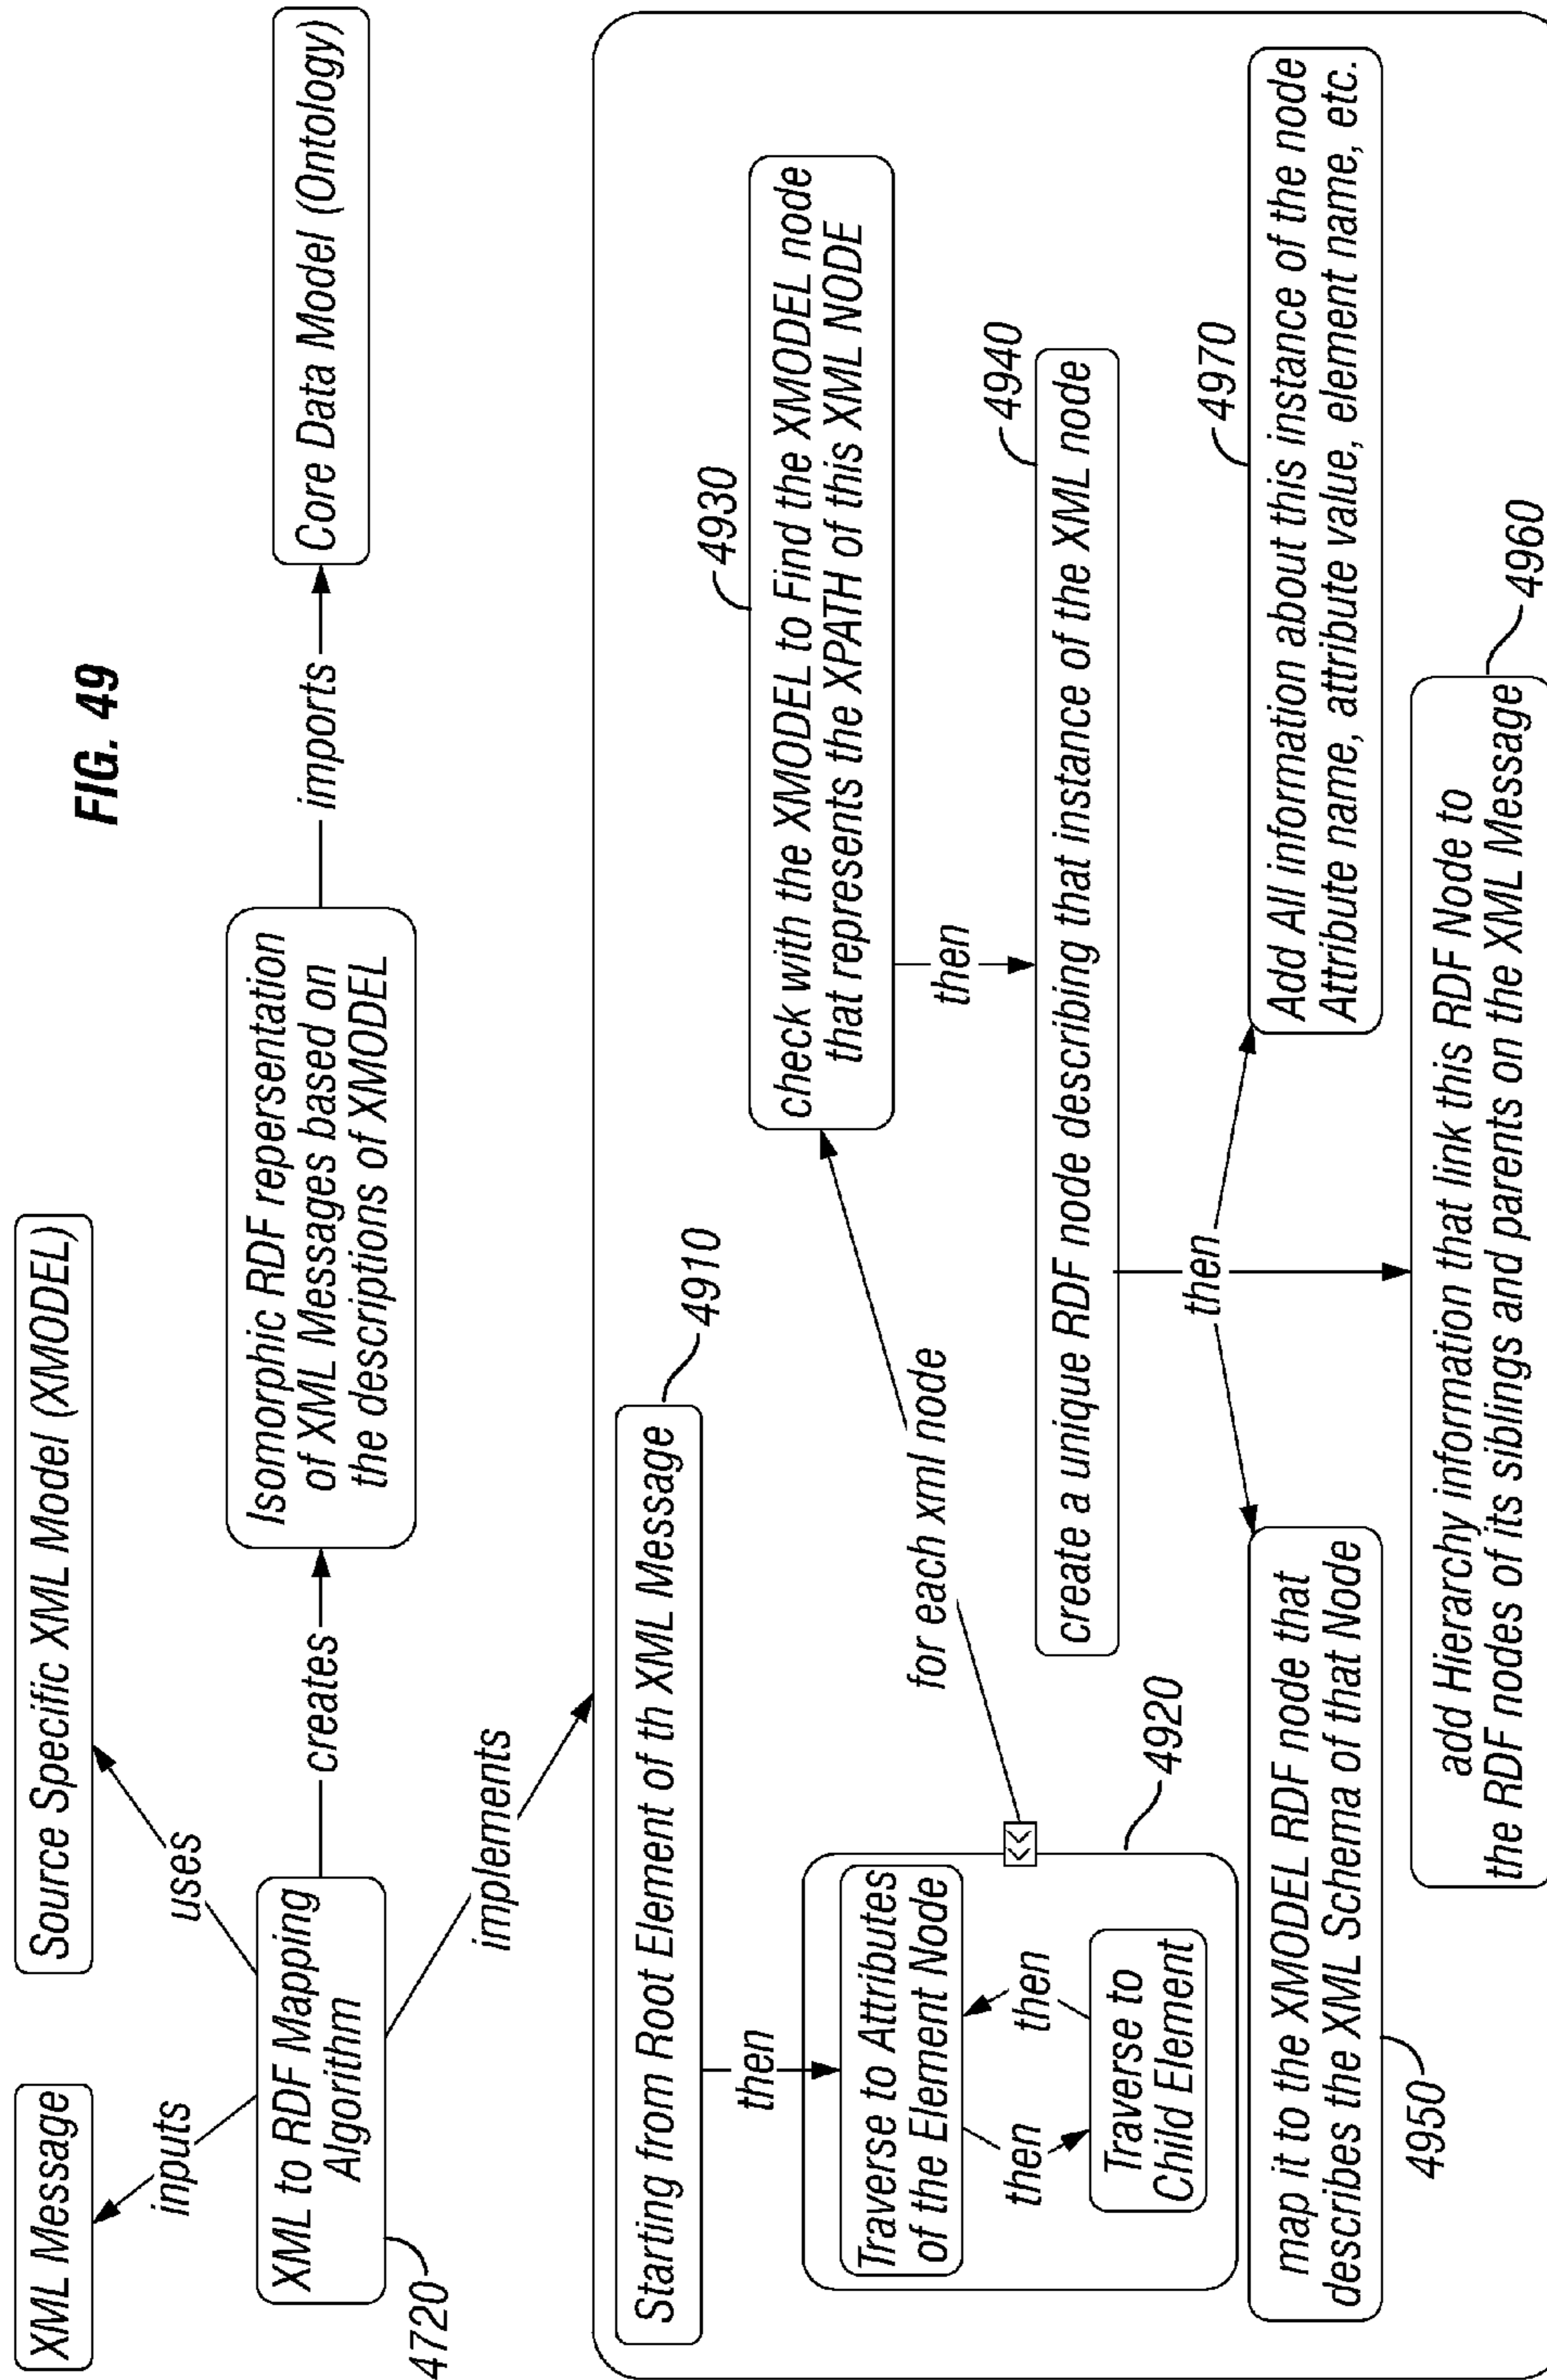 FIG. 49
XML Message
Source Specific XML Model (XMODEL)
inputs
uses
XML to RDF Mapping
Algorithm
4720
creates
Isomorphic RDF repersentation
of XML Messages based on
the descriptions of XMODEL
imports
Core Data Model (Ontology)
implements
Starting from Root Element of th XML Message
4910
then
Traverse to Attributes
of the Element Node
then
then
Traverse to
Child Element
4920
<<
for each xml node
check with the XMODEL to Find the XMODEL node
that represents the XPATH of this XML NODE
4930
then
create a unique RDF node describing that instance of the XML node
4940
then
map it to the XMODEL RDF node that
describes the XML Schema of that Node
4950
Add All information about this instance of the node
Attribute name, attribute value, element name, etc.
4970
add Hierarchy information that link this RDF Node to
the RDF nodes of its siblings and parents on the XML Message
4960